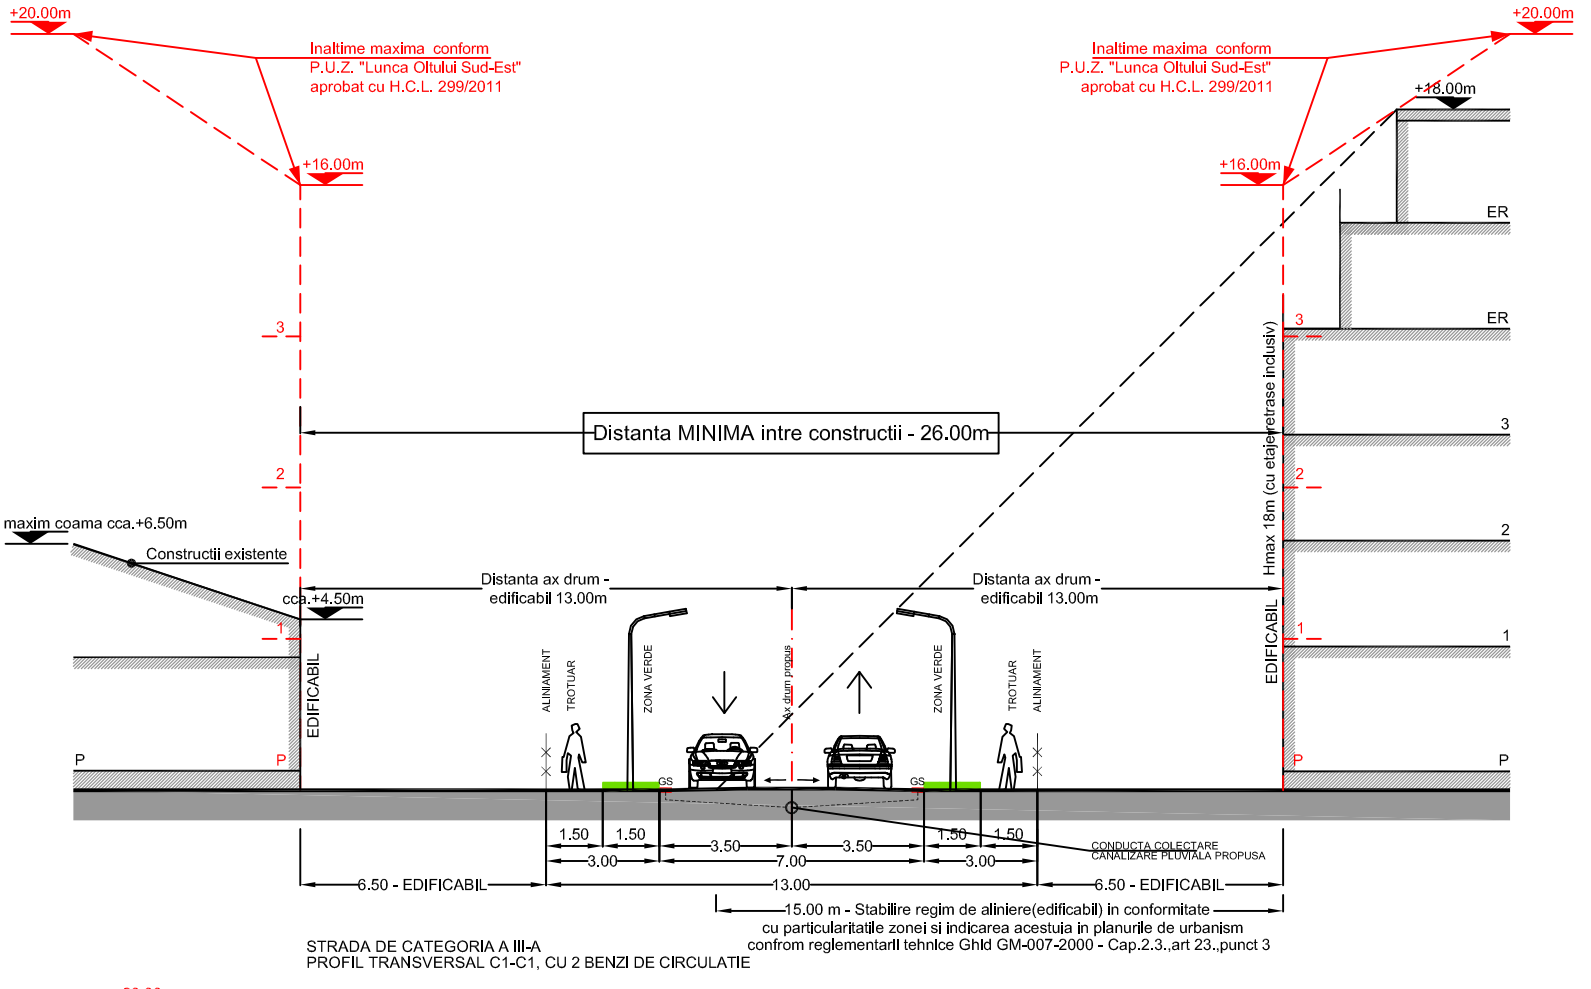 +20.00m
+20.00m
Inaltime maxima conform
P.U.Z. "Lunca Oltului Sud-Est"
aprobat cu H.C.L. 299/2011
Inaltime maxima conform
P.U.Z. "Lunca Oltului Sud-Est"
aprobat cu H.C.L. 299/2011
+18.00m
+16.00m
+16.00m
ER
ER
3
3
3
2
2
2
1
1
1
P
P
P
P
Distanta MINIMA intre constructii - 26.00m
Hmax 18m (cu etaje retrase inclusiv)
maxim coama cca.+6.50m
Constructii existente
cca.+4.50m
Distanta ax drum -
edificabil 13.00m
Distanta ax drum -
edificabil 13.00m
EDIFICABIL
EDIFICABIL
ALINIAMENT
TROTUAR
ZONA VERDE
Ax drum propus
ZONA VERDE
TROTUAR
ALINIAMENT
GS
GS
1.50
1.50
3.50
3.50
1.50
1.50
3.00
7.00
3.00
CONDUCTA COLECTARE
CANALIZARE PLUVIALA PROPUSA
6.50 - EDIFICABIL
13.00
6.50 - EDIFICABIL
15.00 m - Stabilire regim de aliniere(edificabil) in conformitate
cu particularitatile zonei si indicarea acestuia in planurile de urbanism
confrom reglementarii tehnice Ghid GM-007-2000 - Cap.2.3.,art 23.,punct 3
STRADA DE CATEGORIA A III-A
PROFIL TRANSVERSAL C1-C1, CU 2 BENZI DE CIRCULATIE